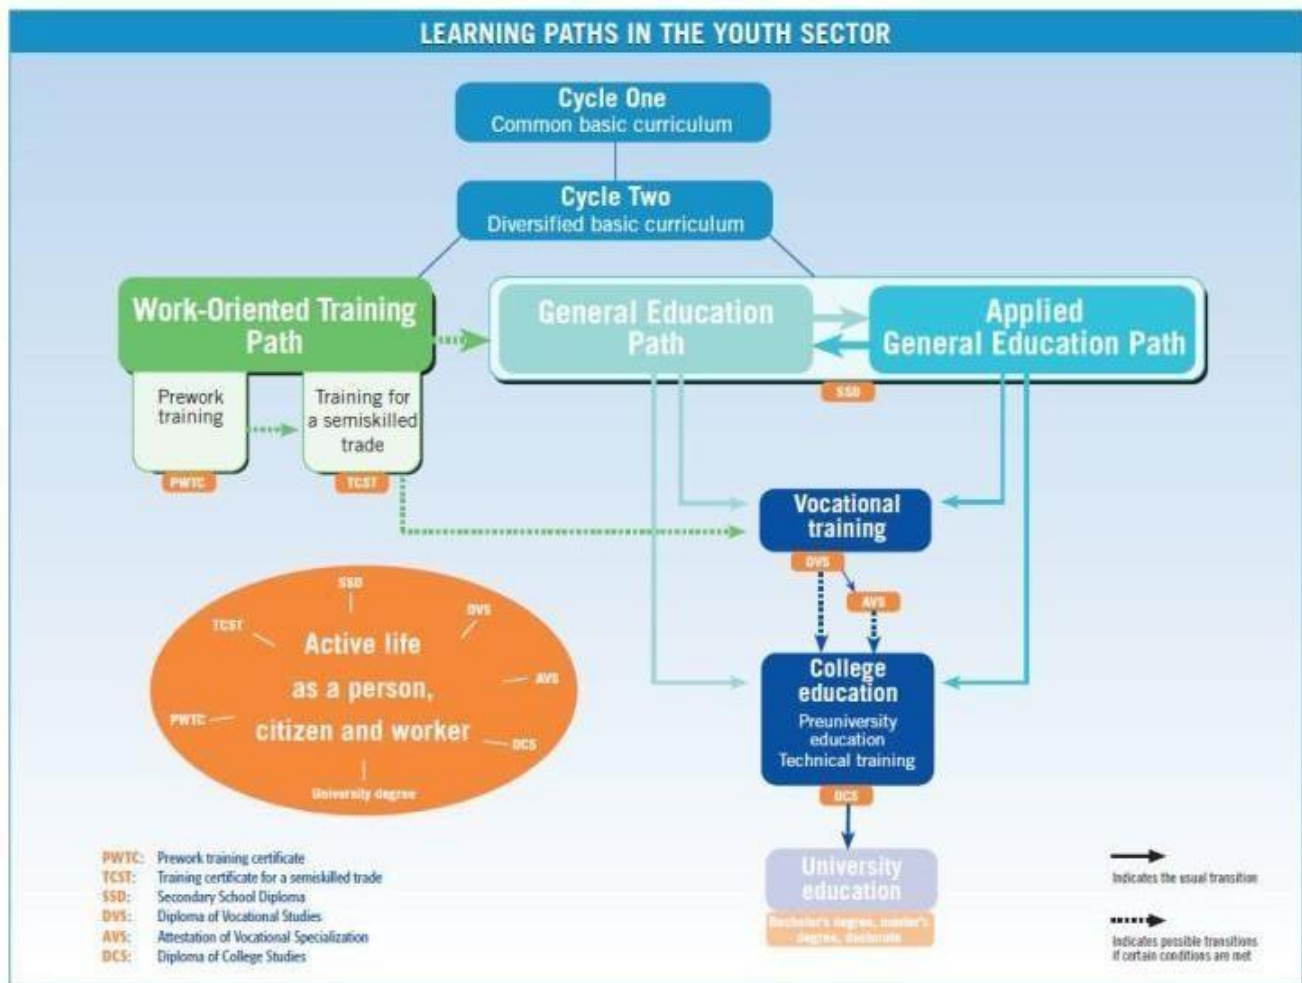 LEARNING PATHS IN THE YOUTH SECTOR
Cycle One
Common basic curriculum
Cycle Two
Diversified basic curriculum
Work-Oriented Training
Path
General Education
Path
Applied
General Education Path
SSD
Prework
training
Training for
a semiskilled
trade
PWTC
TCST
Vocational
training
DVS
AVS
College
education
Preuniversity
education
Technical training
DCS
University
education
Bachelor's degree, master's
degree, doctorate
SSD
DVS
TCST
Active life
as a person,
citizen and worker
AVS
PWTC
DCS
University degree
PWTC: Prework training certificate
TCST: Training certificate for a semiskilled trade
SSD: Secondary School Diploma
DVS: Diploma of Vocational Studies
AVS: Attestation of Vocational Specialization
DCS: Diploma of College Studies
Indicates the usual transition
Indicates possible transitions
if certain conditions are met